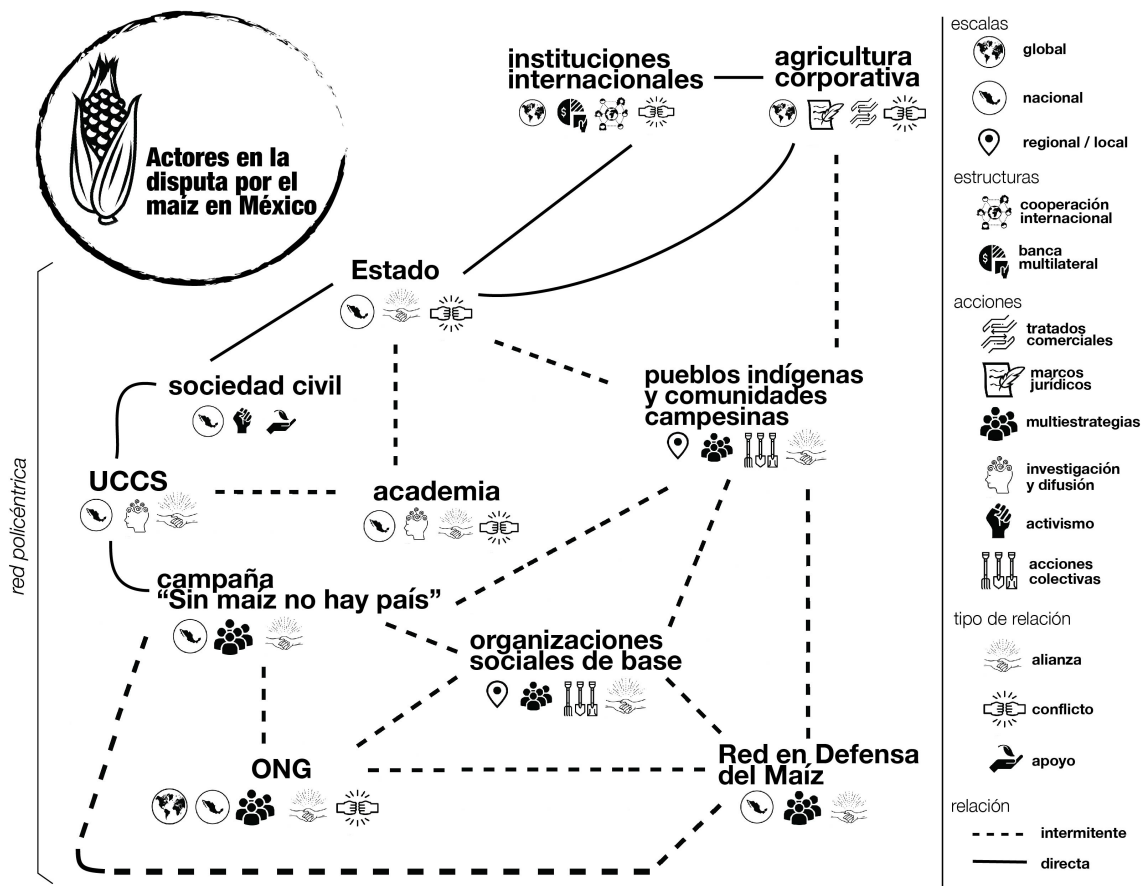 Actores en la
disputa por el
maíz en México
instituciones
internacionales
agricultura
corporativa
Estado
sociedad civil
pueblos indígenas
y comunidades
campesinas
UCCS
academia
campaña
“Sin maíz no hay país”
organizaciones
sociales de base
ONG
Red en Defensa
del Maíz
red policéntrica
escalas
global
nacional
regional / local
estructuras
cooperación
internacional
banca
multilateral
acciones
tratados
comerciales
marcos
jurídicos
multiestrategias
investigación
y difusión
activismo
acciones
colectivas
tipo de relación
alianza
conflicto
apoyo
relación
intermitente
directa